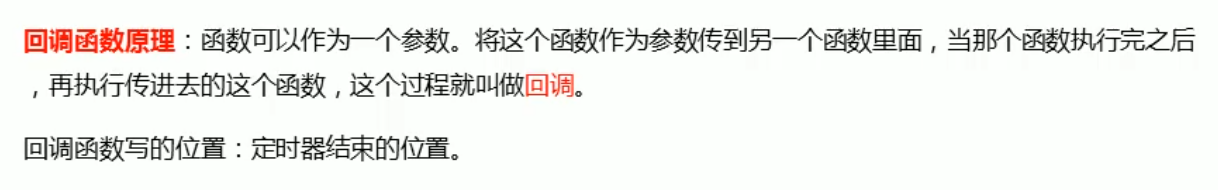 回调函数原理：函数可以作为一个参数。将这个函数作为参数传到另一个函数里面，当那个函数执行完之后
，再执行传进去的这个函数，这个过程就叫做回调。
回调函数写的位置：定时器结束的位置。